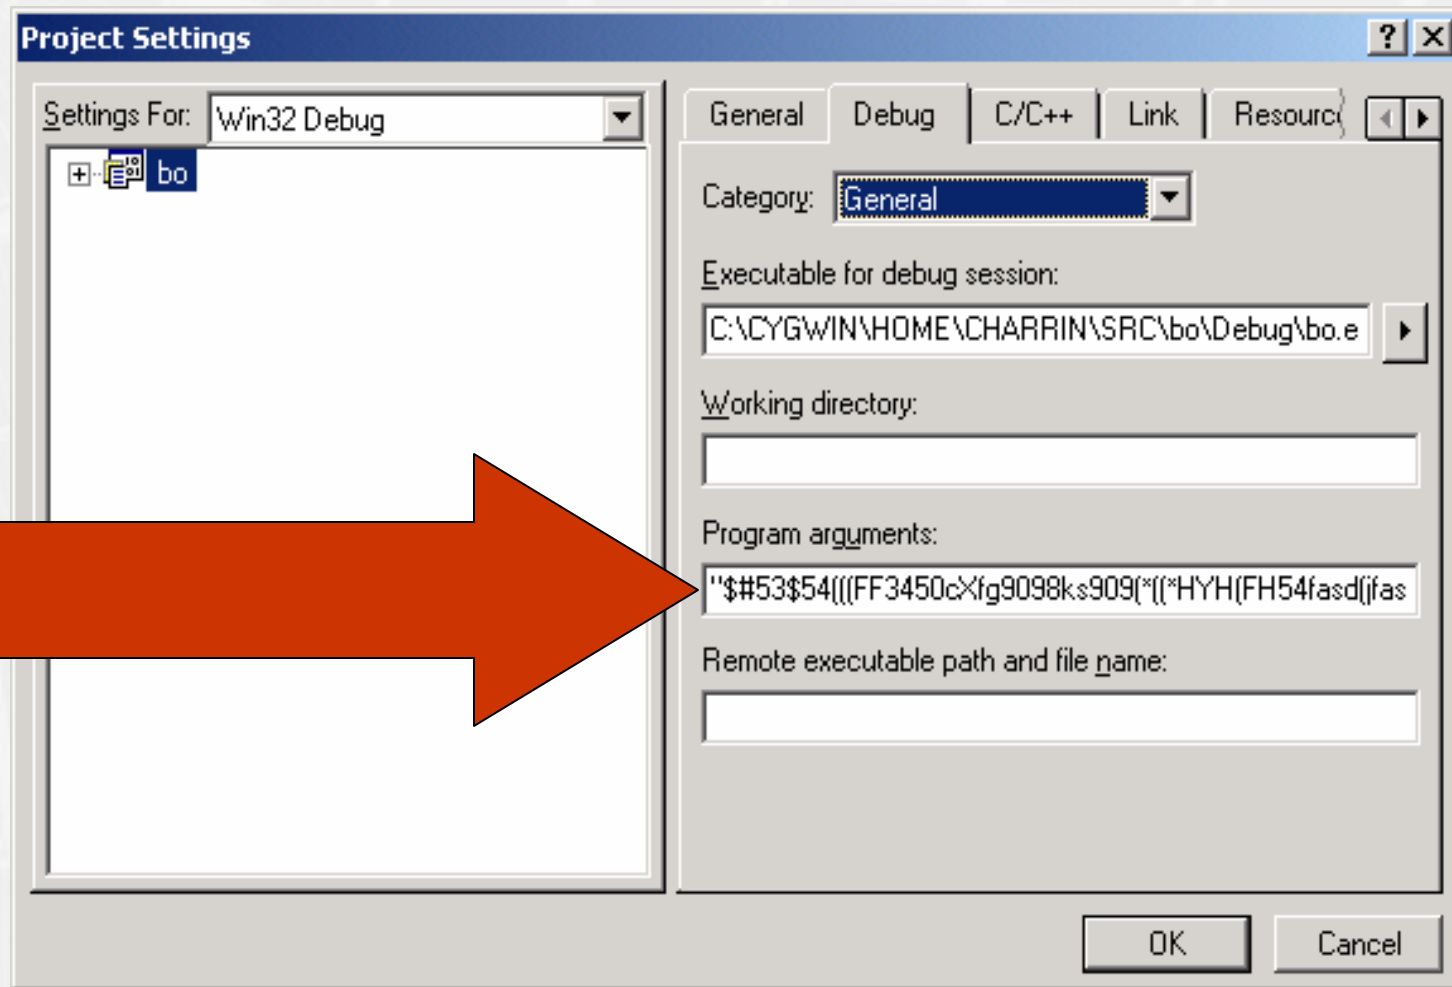 Project Settings
Settings For: Win32 Debug
bo
General Debug C/C++ Link Resourc
Category: General
Executable for debug session:
C:\CYGWIN\HOME\CHARRIN\SRC\bo\Debug\bo.e
Working directory:
Program arguments:
"$#53$54(((FF3450cXfg9098ks909(*((*HYH(FH54fasd(jfas
Remote executable path and file name:
OK Cancel